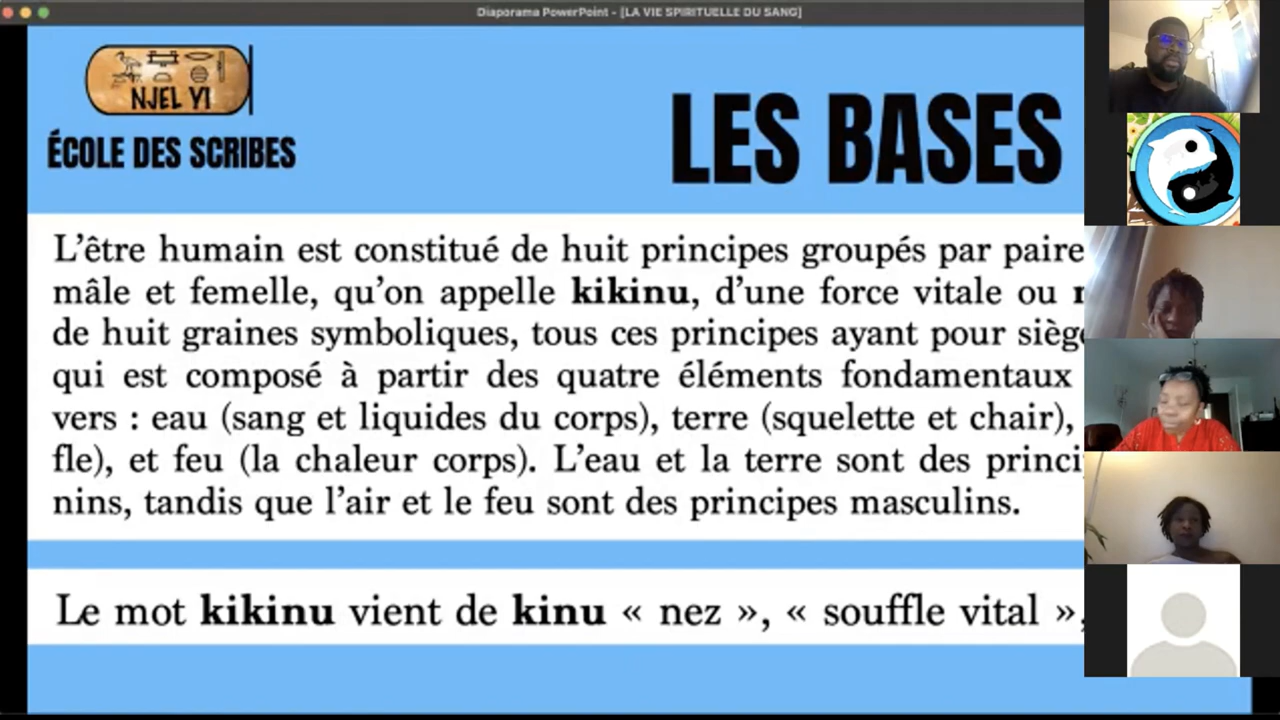 Diaporama PowerPoint - [LA VIE SPIRITUELLE DU SANG]
NJEL YI
ÉCOLE DES SCRIBES
LES BASES
L'être humain est constitué de huit principes groupés par paire
mâle et femelle, qu'on appelle kikinu, d'une force vitale ou
de huit graines symboliques, tous ces principes ayant pour siège
qui est composé à partir des quatre éléments fondamentaux
vers : eau (sang et liquides du corps), terre (squelette et chair),
fle), et feu (la chaleur corps). L'eau et la terre sont des princi
nins, tandis que l'air et le feu sont des principes masculins.
Le mot kikinu vient de kinu « nez », « souffle vital »,